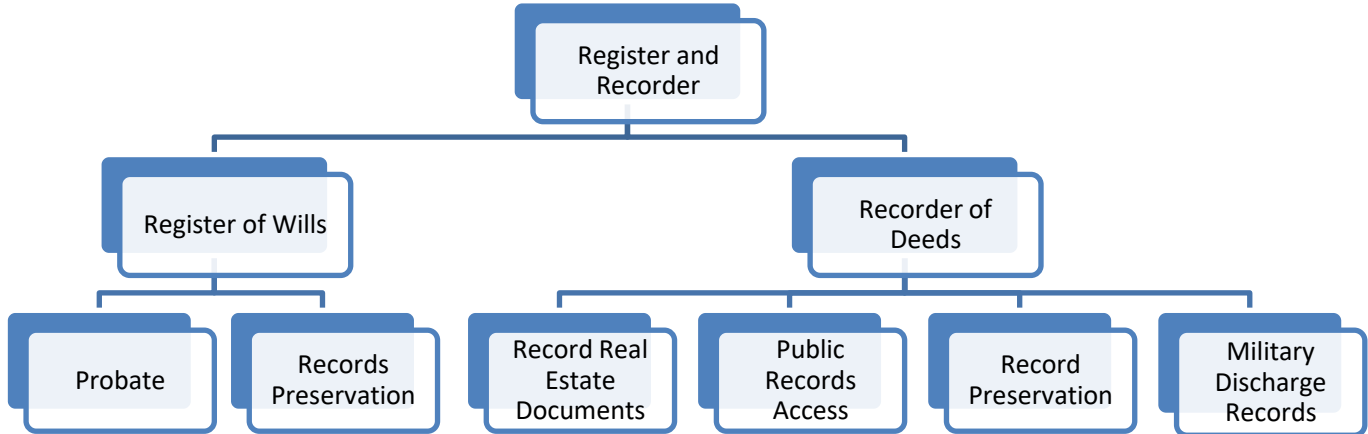 Register and
Recorder
Register of Wills
Recorder of
Deeds
Probate
Records
Preservation
Record Real
Estate
Documents
Public
Records
Access
Record
Preservation
Military
Discharge
Records